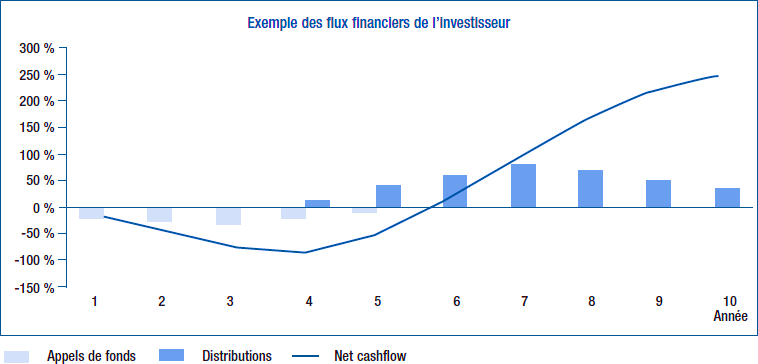 Exemple des flux financiers de l'investisseur
300 %
250 %
200 %
150 %
100 %
50 %
0 %
-50 %
-100 %
-150 %
1 2 3 4 5 6 7 8 9 10
Année
Appels de fonds Distributions Net cashflow